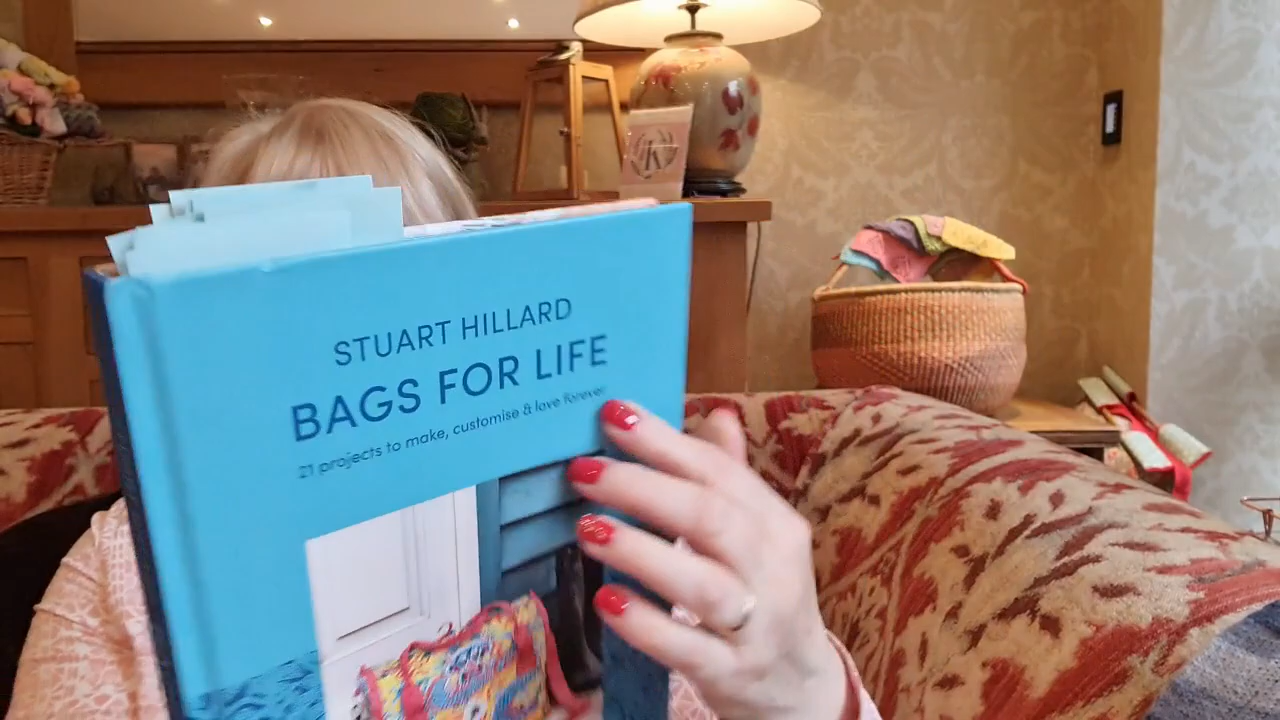 STUART HILLARD
BAGS FOR LIFE
21 projects to make, customise & love forever
K